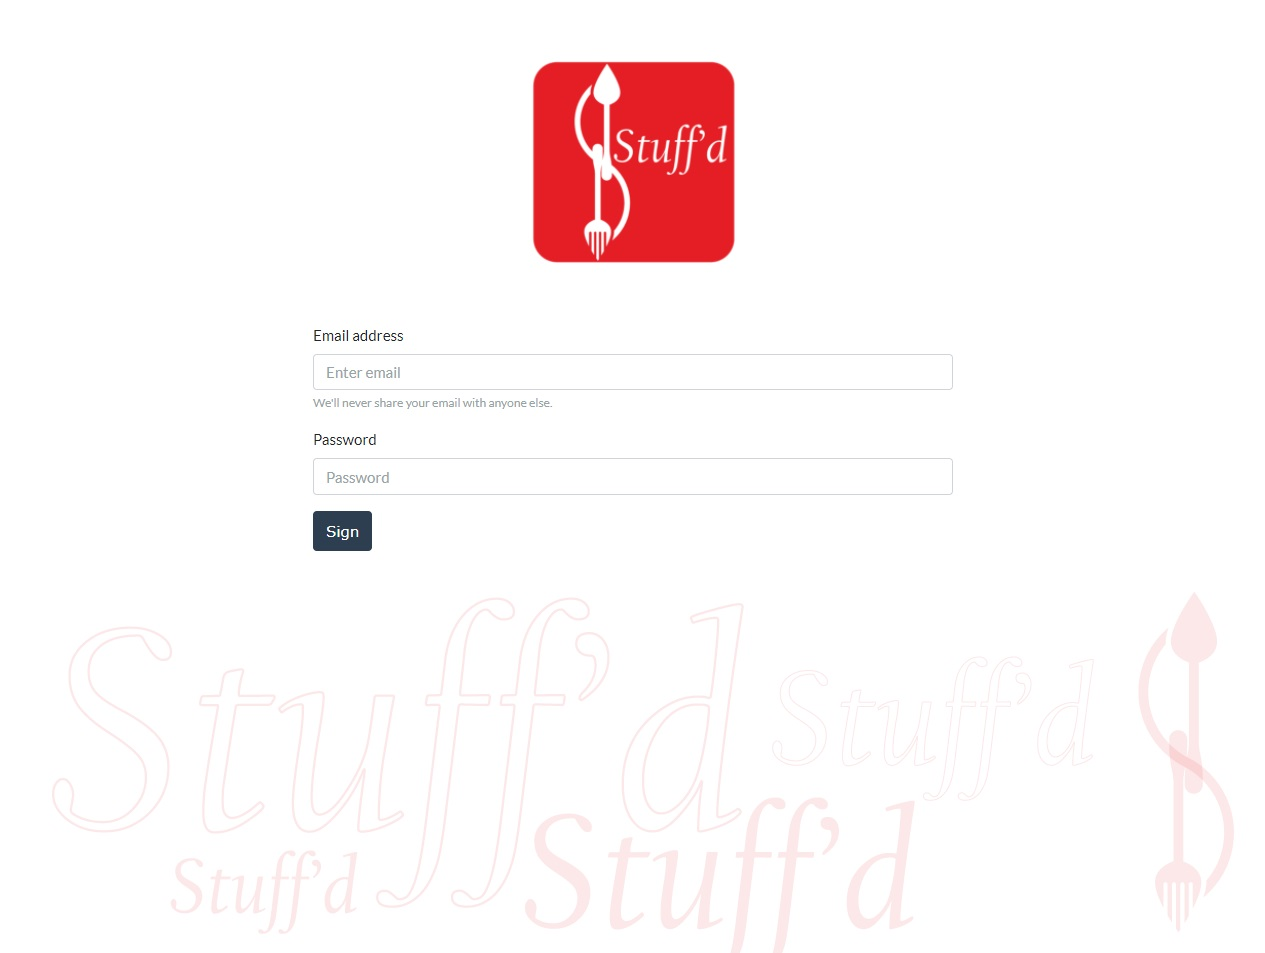 Stuff'd
Email address
Enter email
We'll never share your email with anyone else.
Password
Password
Sign
Stuff'd
Stuff'd
Stuff'd
Stuff'd